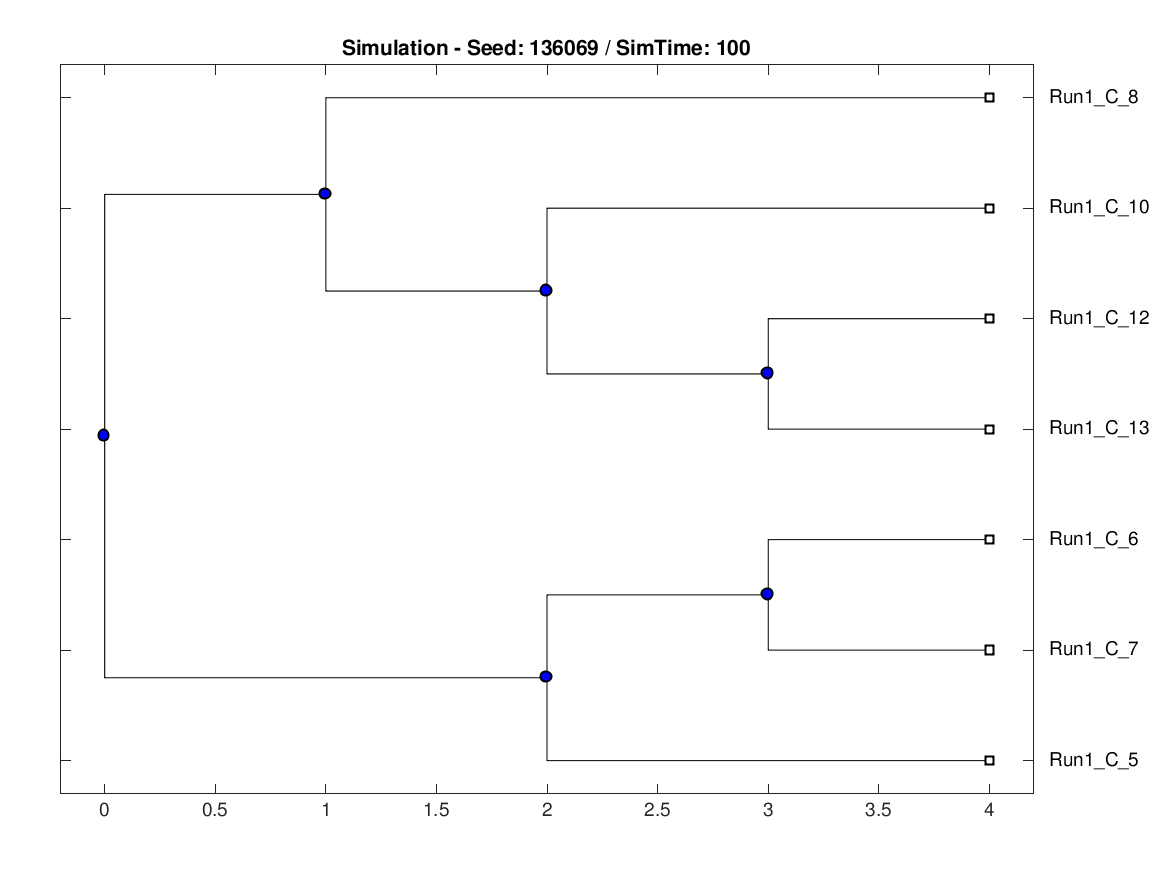 Simulation - Seed: 136069 / SimTime: 100
Run1_C_8
Run1_C_10
Run1_C_12
Run1_C_13
Run1_C_6
Run1_C_7
Run1_C_5
0 0.5 1 1.5 2 2.5 3 3.5 4